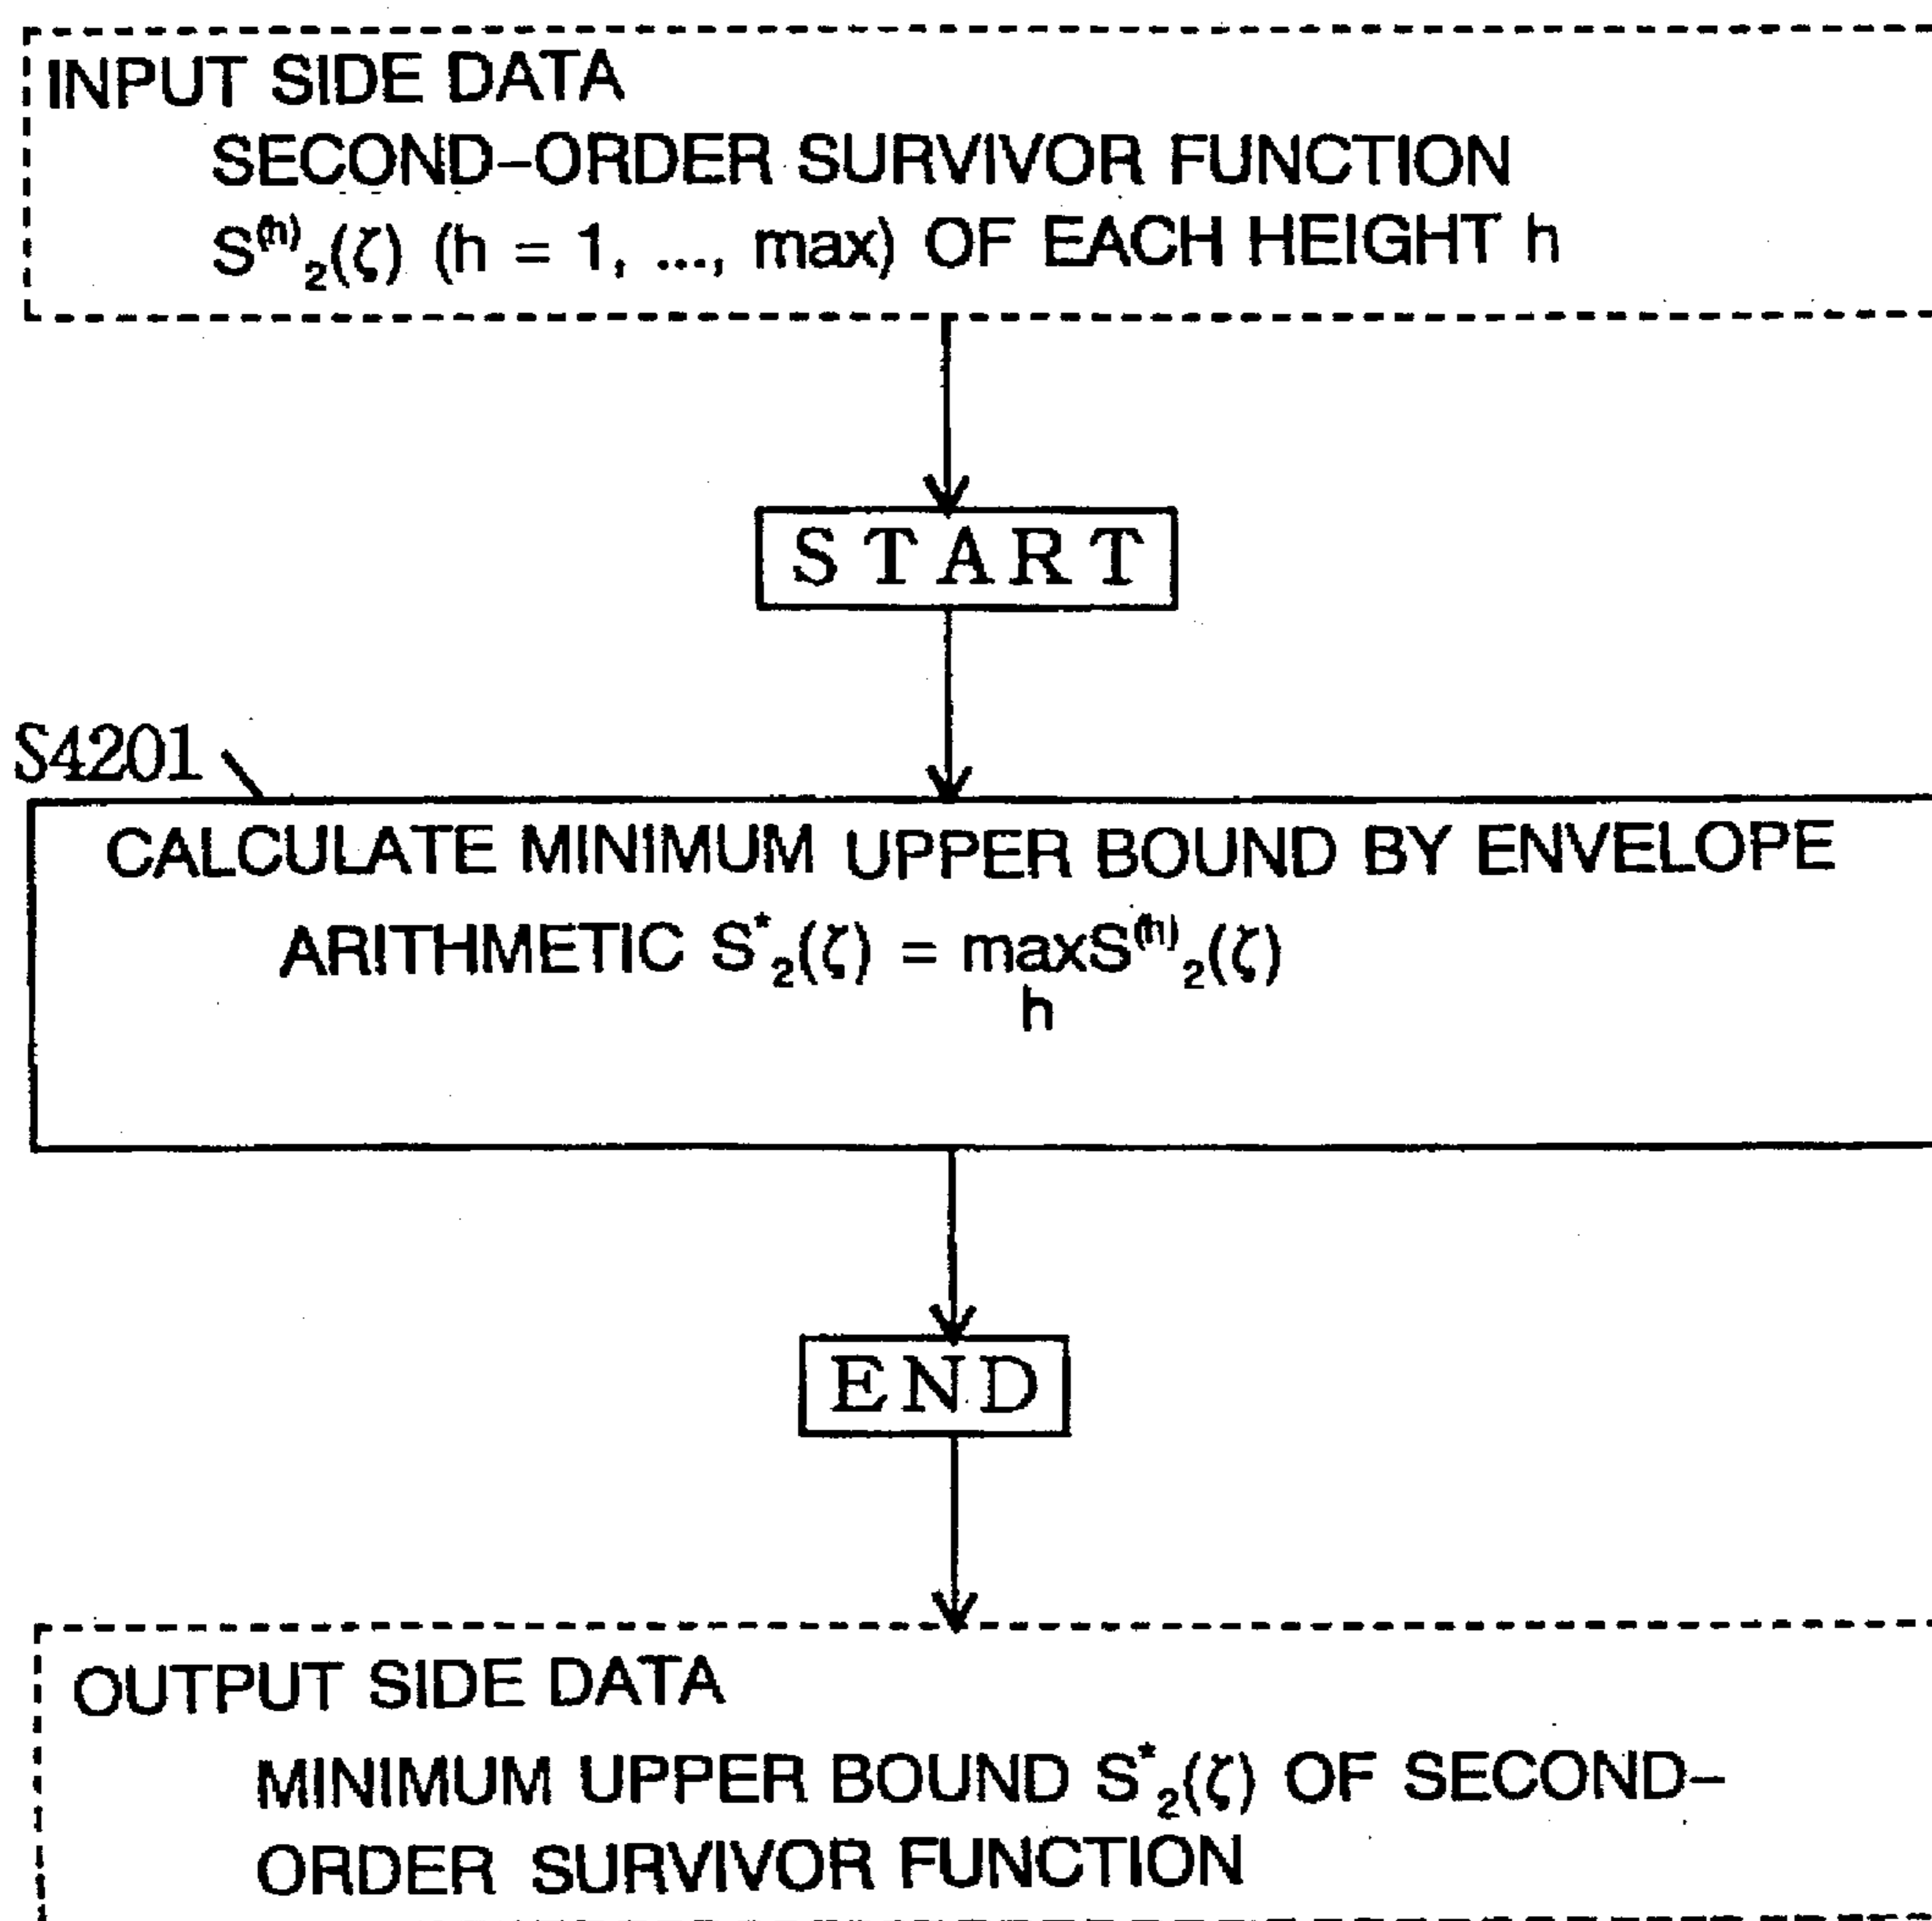 INPUT SIDE DATA
SECOND–ORDER SURVIVOR FUNCTION
S⁽ʰ⁾₂(ζ) (h = 1, ..., max) OF EACH HEIGHT h
START
S4201
CALCULATE MINIMUM UPPER BOUND BY ENVELOPE
ARITHMETIC S*₂(ζ) = maxS⁽ʰ⁾₂(ζ)
h
END
OUTPUT SIDE DATA
MINIMUM UPPER BOUND S*₂(ζ) OF SECOND–
ORDER SURVIVOR FUNCTION